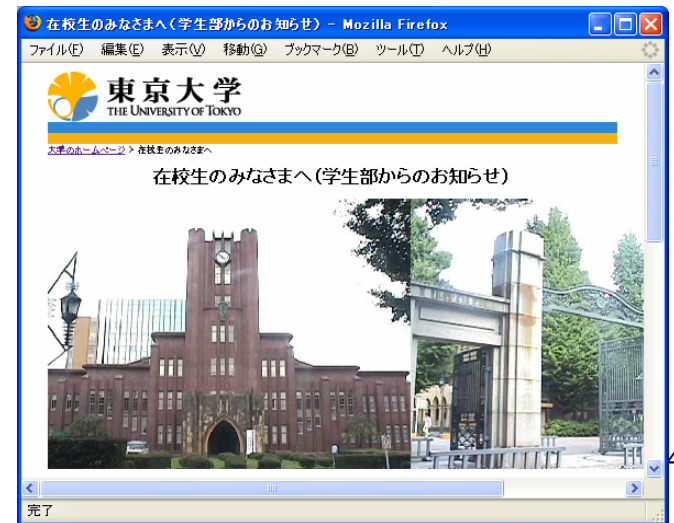 在校生のみなさまへ(学生部からのお知らせ) - Mozilla Firefox
ファイル(F) 編集(E) 表示(V) 移動(G) ブックマーク(B) ツール(T) ヘルプ(H)
東京大学
THE UNIVERSITY OF TOKYO
大学のホームページ > 在校生のみなさまへ
在校生のみなさまへ(学生部からのお知らせ)
完了